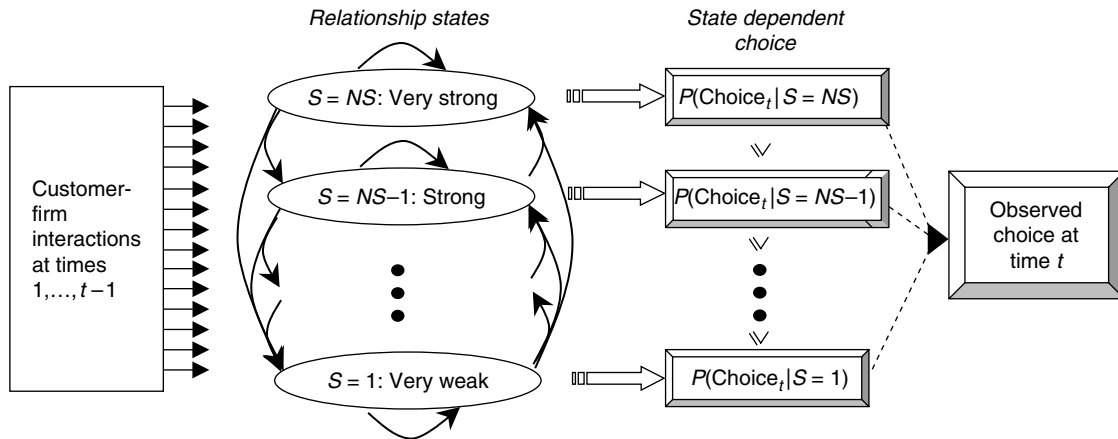 Relationship states
State dependent
choice
Customer-
firm
interactions
at times
1,…, t –1
S = NS: Very strong
S = NS–1: Strong
S = 1: Very weak
P(Choice_t|S = NS)
P(Choice_t|S = NS–1)
P(Choice_t|S = 1)
Observed
choice at
time t